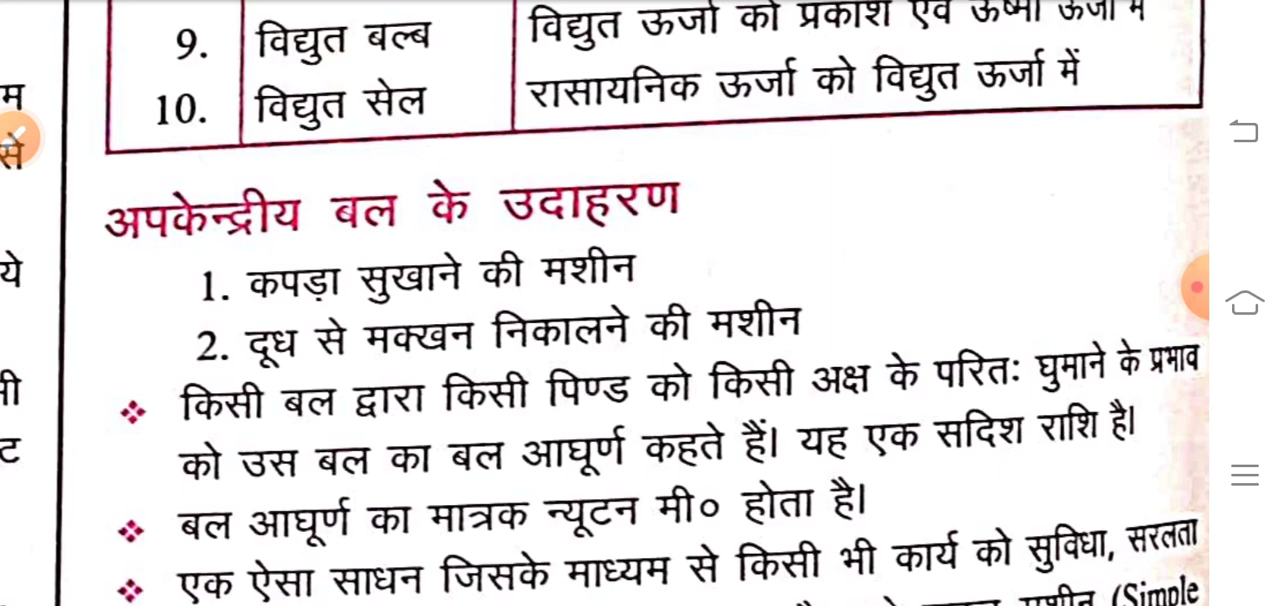 म
से
ये
ट
9. विद्युत बल्ब विद्युत ऊर्जा को प्रकाश एवं ऊष्मा ऊर्जा में
10. विद्युत सेल रासायनिक ऊर्जा को विद्युत ऊर्जा में
अपकेन्द्रीय बल के उदाहरण
1. कपड़ा सुखाने की मशीन
2. दूध से मक्खन निकालने की मशीन
❖ किसी बल द्वारा किसी पिण्ड को किसी अक्ष के परितः घुमाने के प्रभाव
को उस बल का बल आघूर्ण कहते हैं। यह एक सदिश राशि है।
❖ बल आघूर्ण का मात्रक न्यूटन मी० होता है।
❖ एक ऐसा साधन जिसके माध्यम से किसी भी कार्य को सुविधा, सरलता
मशीन (Simple